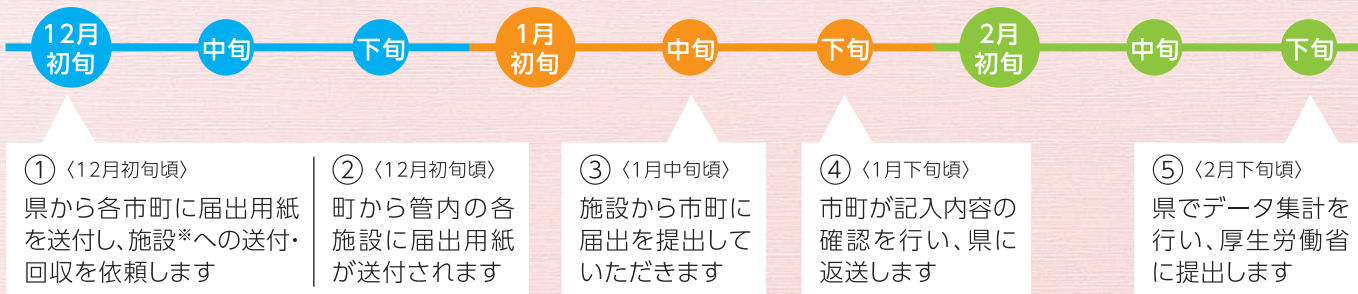 12月
初旬
中旬
下旬
1月
初旬
中旬
下旬
2月
初旬
中旬
下旬
①〈12月初旬頃〉
県から各市町に届出用紙
を送付し、施設※への送付・
回収を依頼します
②〈12月初旬頃〉
町から管内の各
施設に届出用紙
が送付されます
③〈1月中旬頃〉
施設から市町に
届出を提出して
いただきます
④〈1月下旬頃〉
市町が記入内容の
確認を行い、県に
返送します
⑤〈2月下旬頃〉
県でデータ集計を
行い、厚生労働省
に提出します